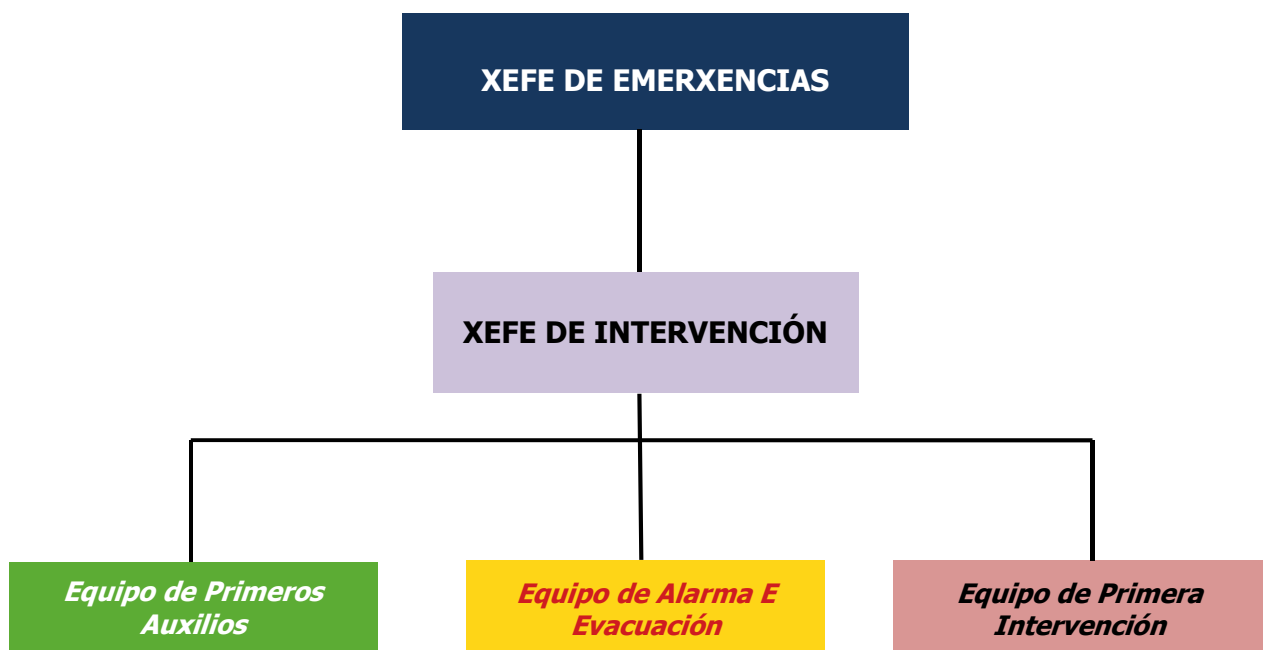 XEFE DE EMERXENCIAS
XEFE DE INTERVENCIÓN
Equipo de Primeros
Auxilios
Equipo de Alarma E
Evacuación
Equipo de Primera
Intervención